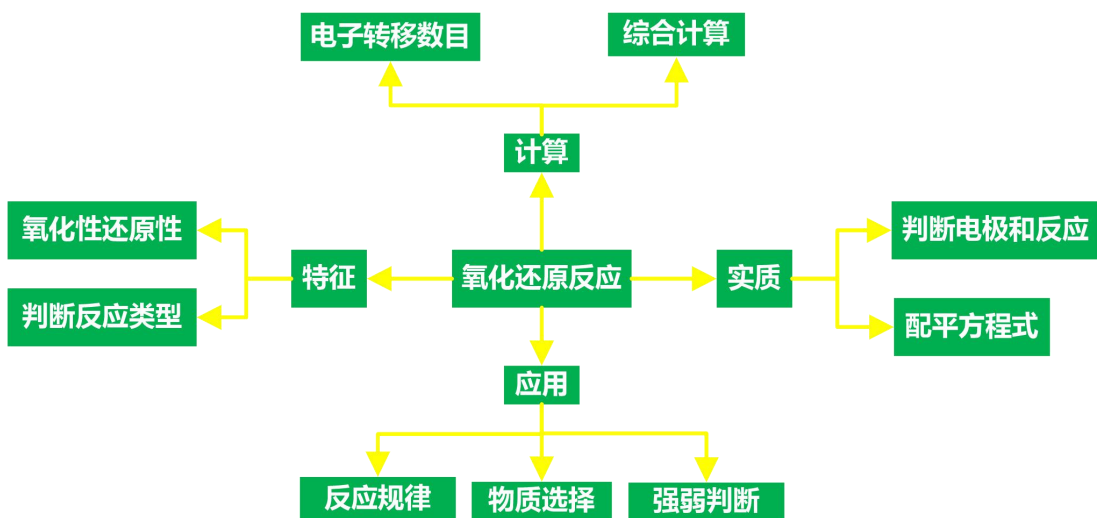 电子转移数目
综合计算
计算
氧化性还原性
判断电极和反应
特征
氧化还原反应
实质
判断反应类型
配平方程式
应用
反应规律
物质选择
强弱判断